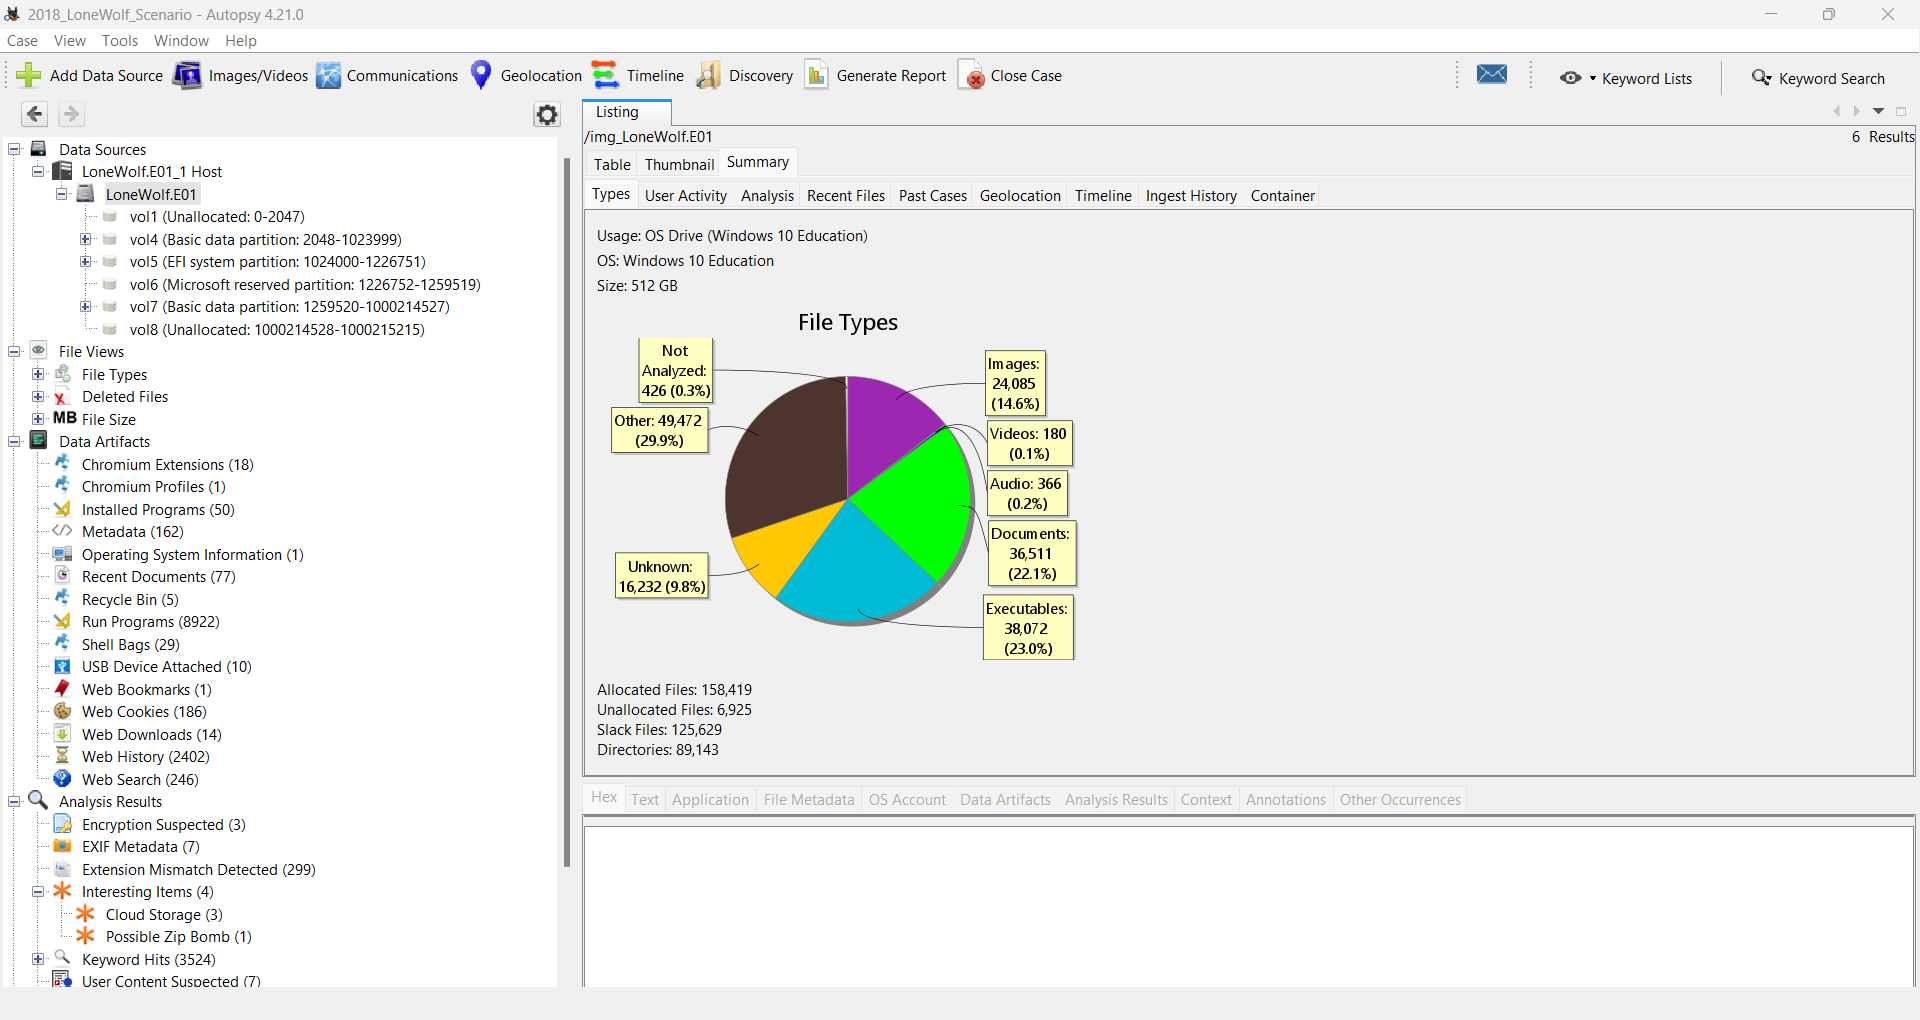 2018_LoneWolf_Scenario - Autopsy 4.21.0
Case View Tools Window Help
Add Data Source Images/Videos Communications Geolocation Timeline Discovery Generate Report Close Case Keyword Lists Keyword Search
Data Sources
LoneWolf.E01_1 Host
LoneWolf.E01
vol1 (Unallocated: 0-2047)
vol4 (Basic data partition: 2048-1023999)
vol5 (EFI system partition: 1024000-1226751)
vol6 (Microsoft reserved partition: 1226752-1259519)
vol7 (Basic data partition: 1259520-1000214527)
vol8 (Unallocated: 1000214528-1000215215)
File Views
File Types
Deleted Files
MB File Size
Data Artifacts
Chromium Extensions (18)
Chromium Profiles (1)
Installed Programs (50)
Metadata (162)
Operating System Information (1)
Recent Documents (77)
Recycle Bin (5)
Run Programs (8922)
Shell Bags (29)
USB Device Attached (10)
Web Bookmarks (1)
Web Cookies (186)
Web Downloads (14)
Web History (2402)
Web Search (246)
Analysis Results
Encryption Suspected (3)
EXIF Metadata (7)
Extension Mismatch Detected (299)
Interesting Items (4)
Cloud Storage (3)
Possible Zip Bomb (1)
Keyword Hits (3524)
User Content Suspected (7)
Listing
/img_LoneWolf.E01
6 Results
Table Thumbnail Summary
Types User Activity Analysis Recent Files Past Cases Geolocation Timeline Ingest History Container
Usage: OS Drive (Windows 10 Education)
OS: Windows 10 Education
Size: 512 GB
File Types
Not
Analyzed:
426 (0.3%)
Other: 49,472
(29.9%)
Unknown:
16,232 (9.8%)
Images:
24,085
(14.6%)
Videos: 180
(0.1%)
Audio: 366
(0.2%)
Documents:
36,511
(22.1%)
Executables:
38,072
(23.0%)
Allocated Files: 158,419
Unallocated Files: 6,925
Slack Files: 125,629
Directories: 89,143
Hex Text Application File Metadata OS Account Data Artifacts Analysis Results Context Annotations Other Occurrences